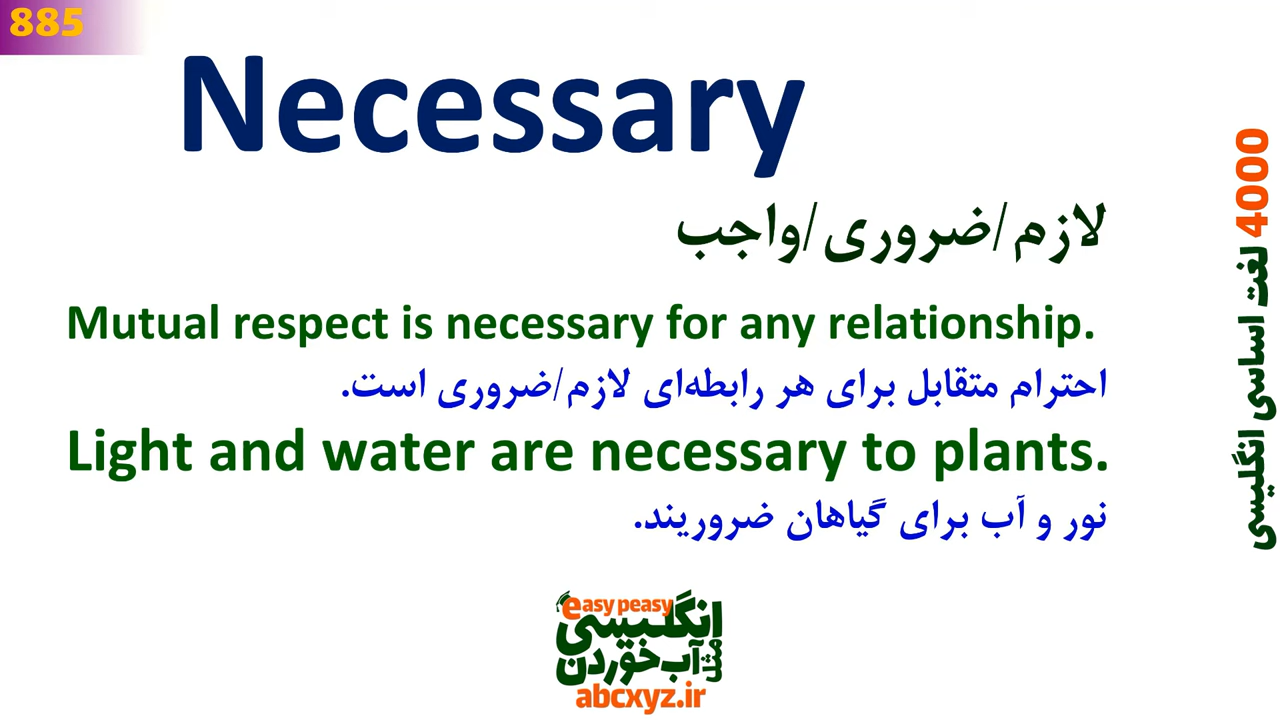 885
Necessary
لازم/ضروری/واجب
Mutual respect is necessary for any relationship.
احترام متقابل برای هر رابطه‌ای لازم/ضروری است.
Light and water are necessary to plants.
نور و آب برای گیاهان ضروریند.
4000 لغت اساسی انگلیسی
easy peasy
انگلیسی
مثل آب خوردن
abcxyz.ir